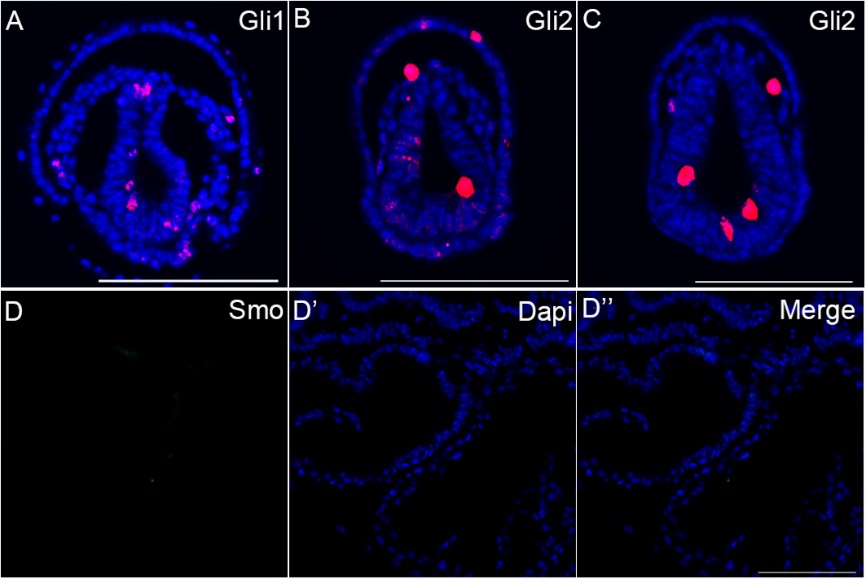 A Gli1
B Gli2
C Gli2
D Smo
D’ Dapi
D’’ Merge